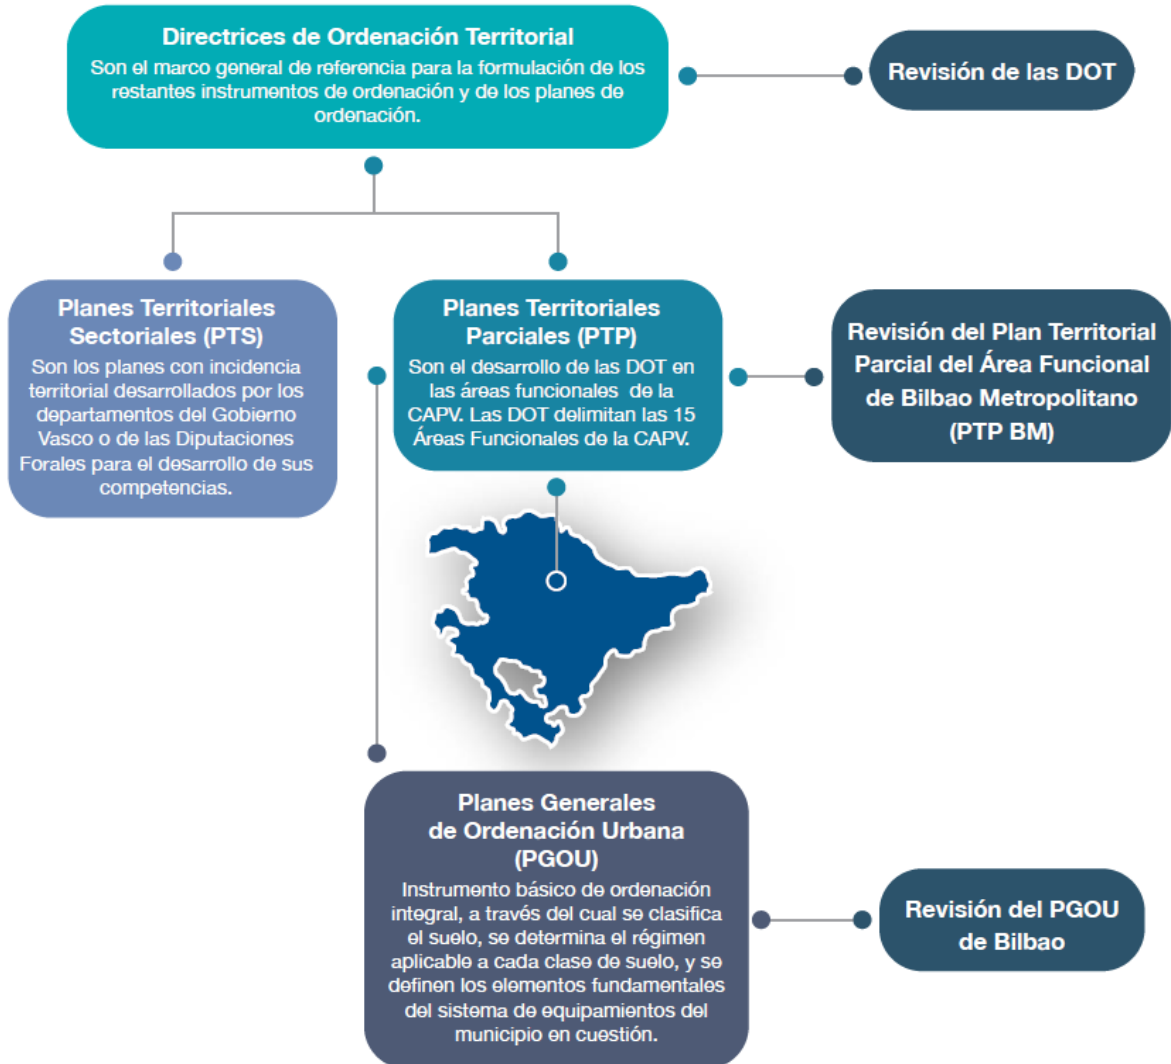 Directrices de Ordenación Territorial
Son el marco general de referencia para la formulación de los
restantes instrumentos de ordenación y de los planes de
ordenación.
Revisión de las DOT
Planes Territoriales
Sectoriales (PTS)
Son los planes con incidencia
territorial desarrollados por los
departamentos del Gobierno
Vasco o de las Diputaciones
Forales para el desarrollo de sus
competencias.
Planes Territoriales
Parciales (PTP)
Son el desarrollo de las DOT en
las áreas funcionales de la
CAPV. Las DOT delimitan las 15
Áreas Funcionales de la CAPV.
Revisión del Plan Territorial
Parcial del Área Funcional
de Bilbao Metropolitano
(PTP BM)
Planes Generales
de Ordenación Urbana
(PGOU)
Instrumento básico de ordenación
integral, a través del cual se clasifica
el suelo, se determina el régimen
aplicable a cada clase de suelo, y se
definen los elementos fundamentales
del sistema de equipamientos del
municipio en cuestión.
Revisión del PGOU
de Bilbao